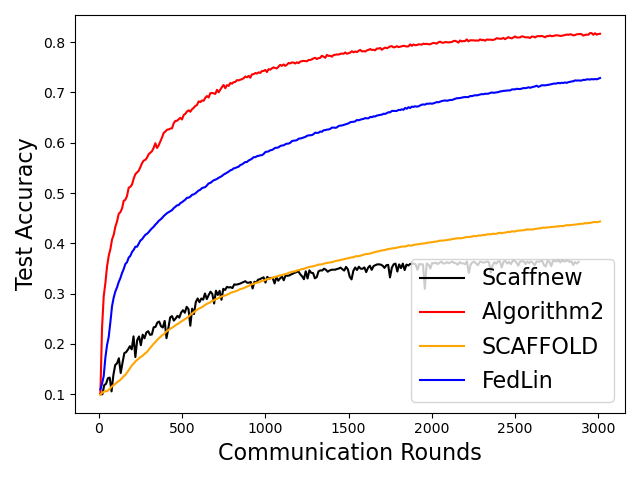 0.8
0.7
0.6
0.5
0.4
0.3
0.2
0.1
Test Accuracy
0
500
1000
1500
2000
2500
3000
Communication Rounds
Scaffnew
Algorithm2
SCAFFOLD
FedLin